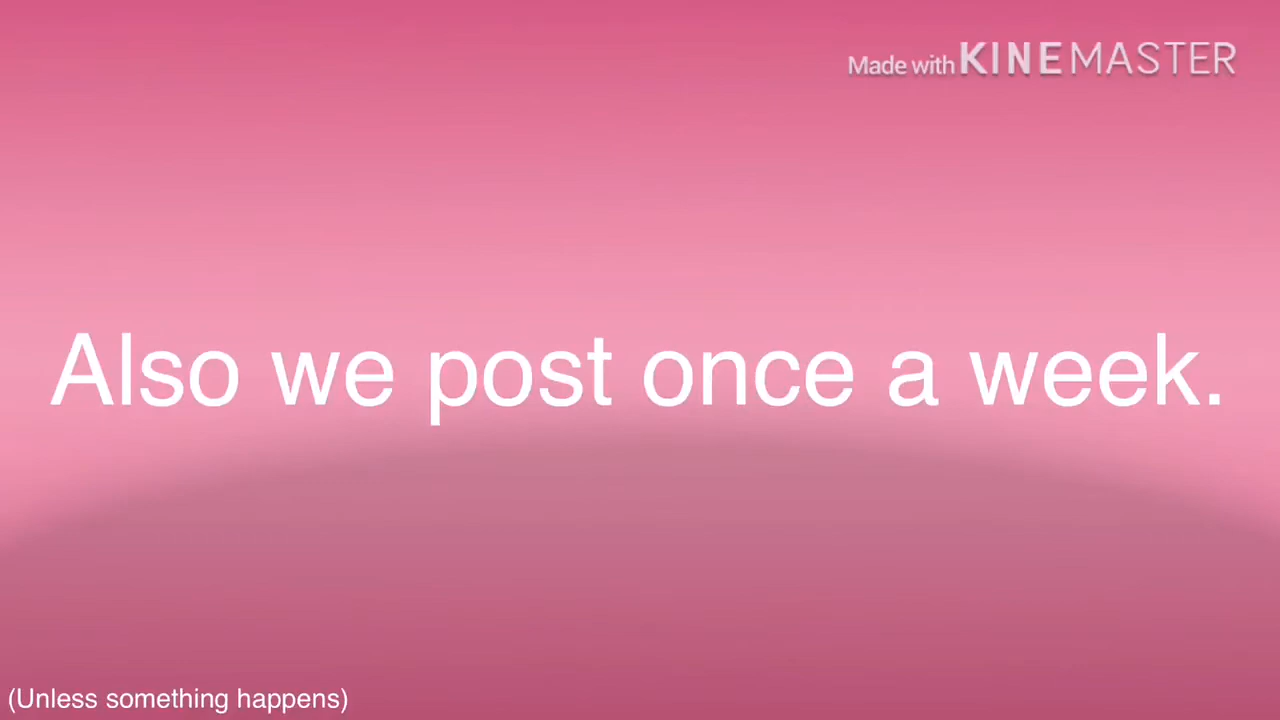 Made with KINEMASTER
Also we post once a week.
(Unless something happens)